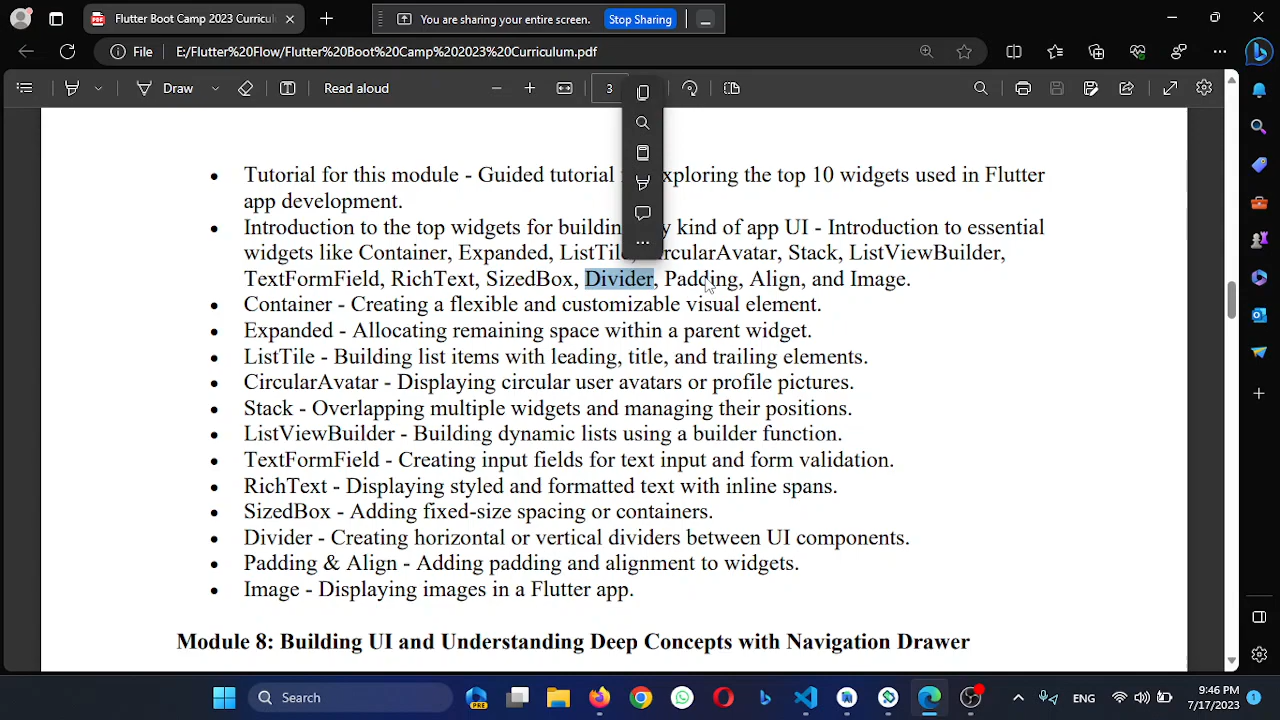 Flutter Boot Camp 2023 Curricul
You are sharing your entire screen.
Stop Sharing
File
E:/Flutter%20Flow/Flutter%20Boot%20Camp%202023%20Curriculum.pdf
Draw
Read aloud
3
Tutorial for this module - Guided tutorial xploring the top 10 widgets used in Flutter
app development.
Introduction to the top widgets for buildin y kind of app UI - Introduction to essential
widgets like Container, Expanded, ListTile, rcularAvatar, Stack, ListViewBuilder,
TextFormField, RichText, SizedBox, Divider, Padding, Align, and Image.
Container - Creating a flexible and customizable visual element.
Expanded - Allocating remaining space within a parent widget.
ListTile - Building list items with leading, title, and trailing elements.
CircularAvatar - Displaying circular user avatars or profile pictures.
Stack - Overlapping multiple widgets and managing their positions.
ListViewBuilder - Building dynamic lists using a builder function.
TextFormField - Creating input fields for text input and form validation.
RichText - Displaying styled and formatted text with inline spans.
SizedBox - Adding fixed-size spacing or containers.
Divider - Creating horizontal or vertical dividers between UI components.
Padding & Align - Adding padding and alignment to widgets.
Image - Displaying images in a Flutter app.
Module 8: Building UI and Understanding Deep Concepts with Navigation Drawer
Search
PRE
ENG
9:46 PM
7/17/2023
1